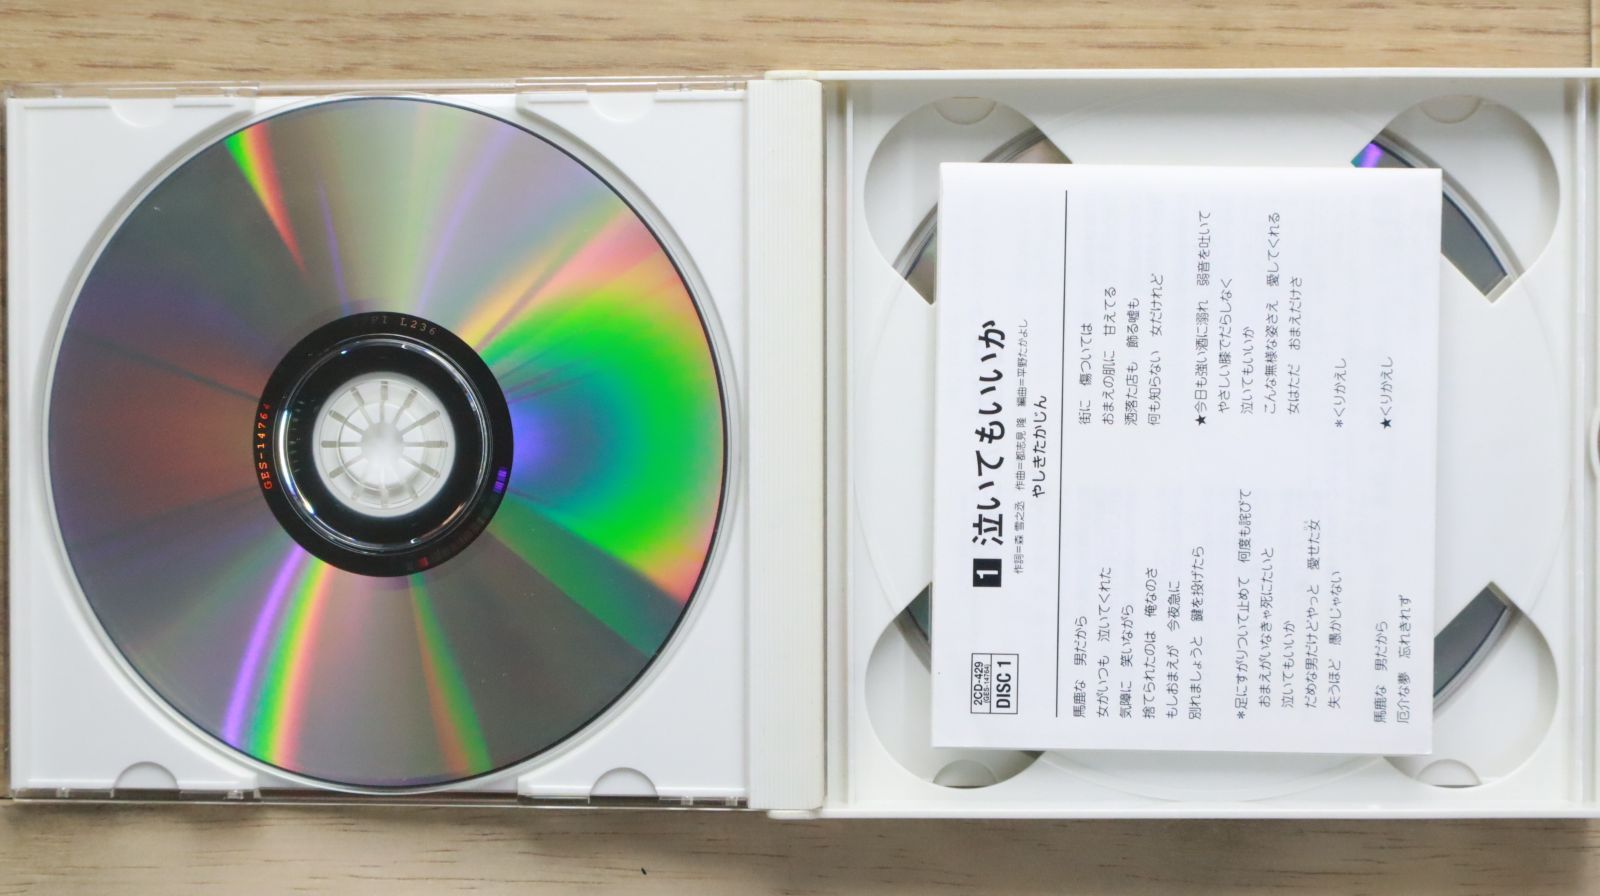 IFPI L236
GES-14764
2CD-429
(GES-14764)
DISC 1
1 泣いてもいいか
作詞=森 雪之丞 作曲=都志見 隆 編曲=平野たかよし
やしきたかじん
馬鹿な 男だから
女がいつも 泣いてくれた
気障に 笑いながら
捨てられたのは 俺なのさ
もしおまえが 今夜急に
別れましょうと 鍵を投げたら
*足にすがりついて止めて 何度も詫びて
おまえがいなきゃ死にたいと
泣いてもいいか
だめな男だけどやっと 愛せた女
失うほど 愚かじゃない
馬鹿な 男だから
厄介な夢 忘れきれず
街に 傷ついては
おまえの肌に 甘えてる
洒落た店も 飾る嘘も
何も知らない 女だけれど
★今日も強い酒に溺れ 弱音を吐いて
やさしい膝でだらしなく
泣いてもいいか
こんな無様な姿さえ 愛してくれる
女はただ おまえだけさ
*くりかえし
★くりかえし